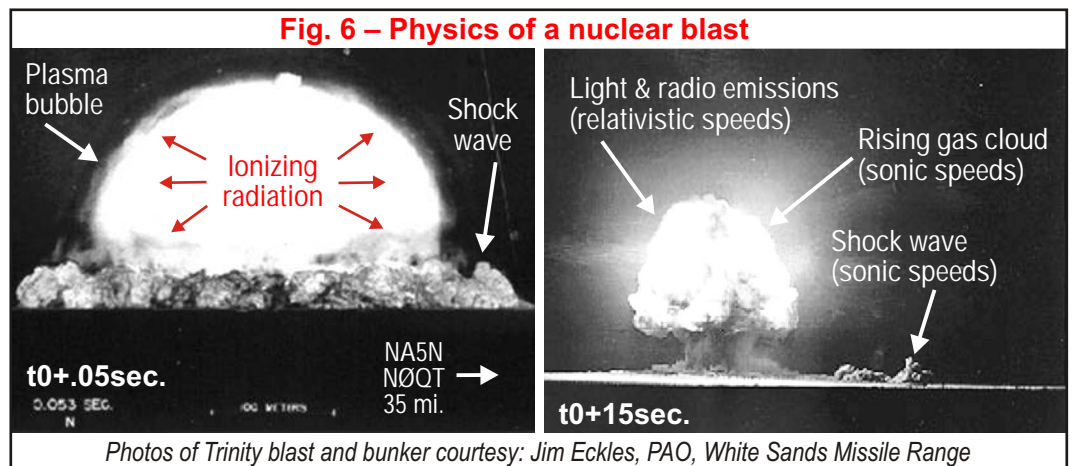 Fig. 6 – Physics of a nuclear blast
Plasma
bubble
Shock
wave
Ionizing
radiation
t0+.05sec.
NA5N
NØQT
35 mi.
0.053 SEC.
N
100 METERS
Light & radio emissions
(relativistic speeds)
Rising gas cloud
(sonic speeds)
Shock wave
(sonic speeds)
t0+15sec.
Photos of Trinity blast and bunker courtesy: Jim Eckles, PAO, White Sands Missile Range